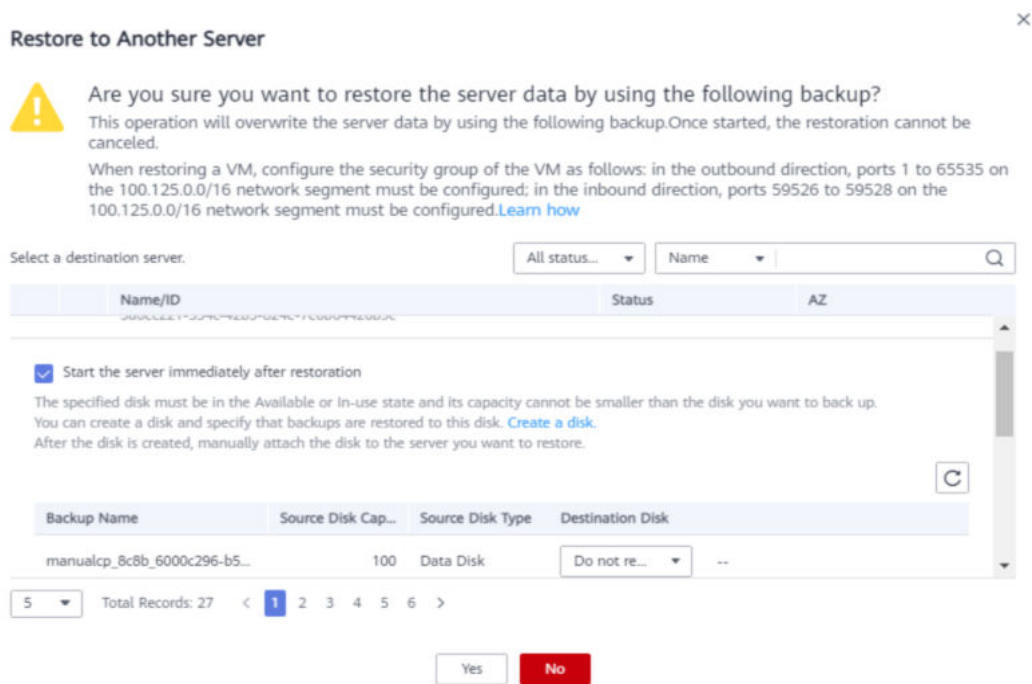 Restore to Another Server
Are you sure you want to restore the server data by using the following backup?
This operation will overwrite the server data by using the following backup.Once started, the restoration cannot be
canceled.
When restoring a VM, configure the security group of the VM as follows: in the outbound direction, ports 1 to 65535 on
the 100.125.0.0/16 network segment must be configured; in the inbound direction, ports 59526 to 59528 on the
100.125.0.0/16 network segment must be configured.Learn how
Select a destination server. All status... Name
Name/ID Status AZ
Start the server immediately after restoration
The specified disk must be in the Available or In-use state and its capacity cannot be smaller than the disk you want to back up.
You can create a disk and specify that backups are restored to this disk. Create a disk.
After the disk is created, manually attach the disk to the server you want to restore.
Backup Name Source Disk Cap... Source Disk Type Destination Disk
manualcp_8c8b_6000c296-b5... 100 Data Disk Do not re... --
5 Total Records: 27 < 1 2 3 4 5 6 >
Yes No